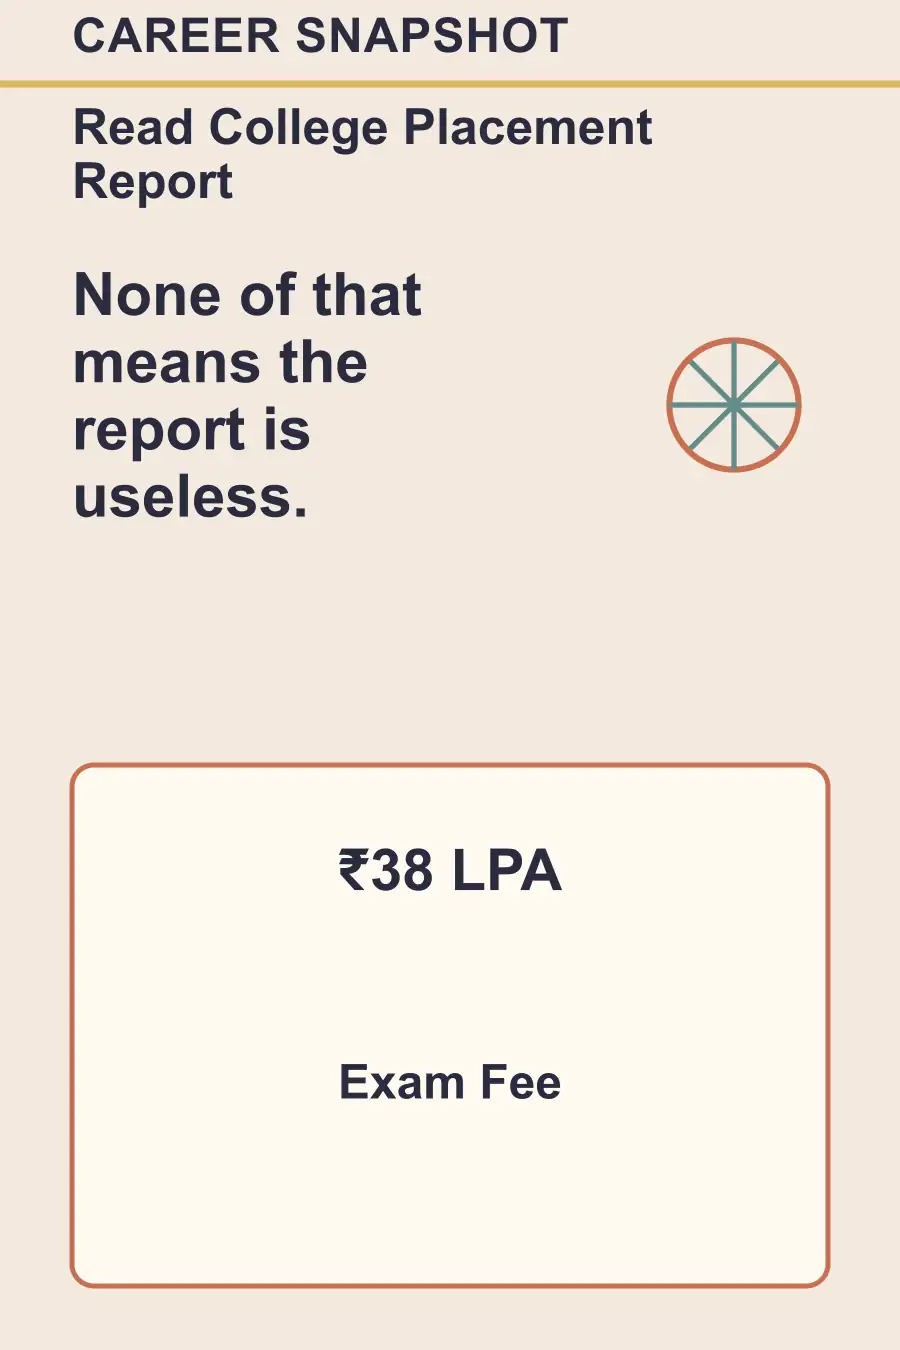 CAREER SNAPSHOT
Read College Placement
Report
None of that
means the
report is
useless.
₹38 LPA
Exam Fee